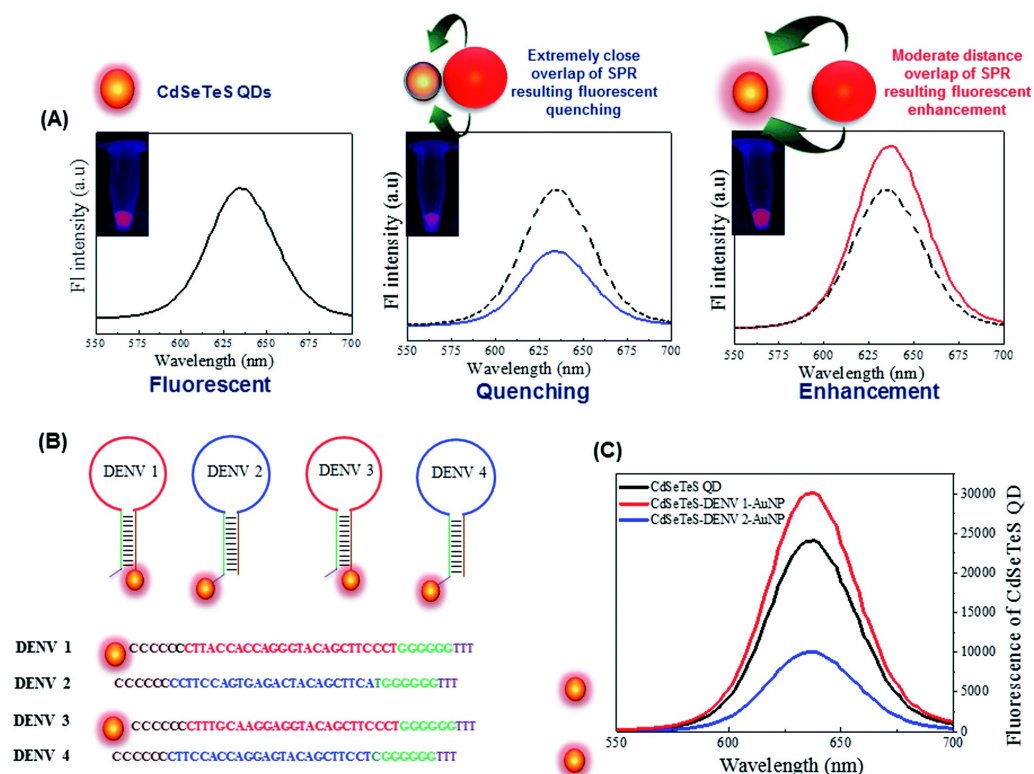 CdSeTeS QDs
Extremely close
overlap of SPR
resulting fluorescent
quenching
Moderate distance
overlap of SPR
resulting fluorescent
enhancement
(A)
Fl intensity (a.u)
550 575 600 625 650 675 700
Wavelength (nm)
Fluorescent
Fl intensity (a.u)
550 575 600 625 650 675 700
Wavelength (nm)
Quenching
Fl intensity (a.u)
550 575 600 625 650 675 700
Wavelength (nm)
Enhancement
(B)
DENV 1
DENV 2
DENV 3
DENV 4
DENV 1 CCCCCCCTTACCACCAGGGTACAGCTTCCCTGGGGGGTTT
DENV 2 CCCCCCCCTTCCAGTGAGACTACAGCTTCATGGGGGGTTT
DENV 3 CCCCCCCTTTGCAAGGAGGTACAGCTTCCCTGGGGGGTTT
DENV 4 CCCCCCCTTCCACCAGGAGTACAGCTTCCTCGGGGGGTTT
(C)
CdSeTeS QD
CdSeTeS-DENV 1-AuNP
CdSeTeS-DENV 2-AuNP
30000
25000
20000
15000
10000
5000
0
Fluorescence of CdSeTeS QD
550 600 650 700
Wavelength (nm)